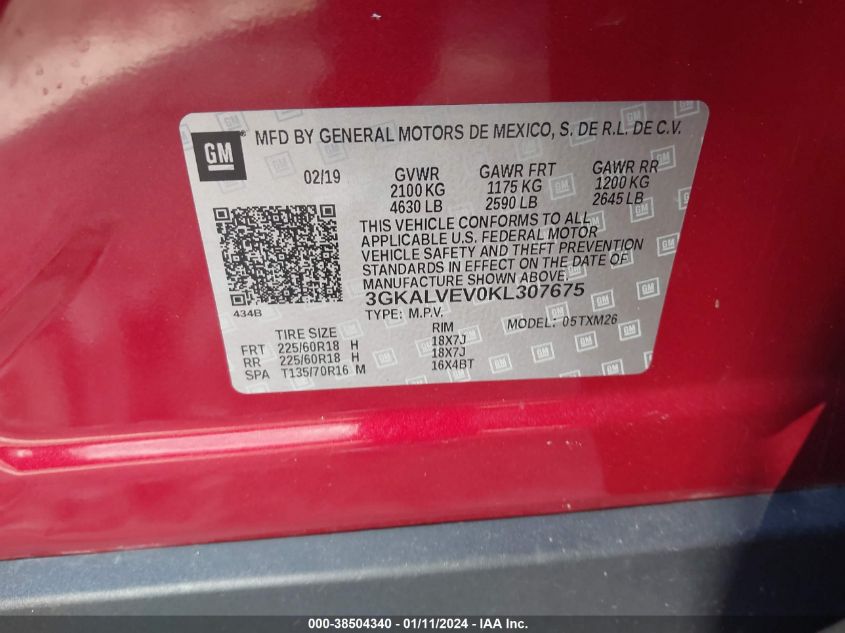 GM
MFD BY GENERAL MOTORS DE MEXICO, S. DE R.L. DE C.V.
02/19
GVWR GAWR FRT GAWR RR
2100 KG 1175 KG 1200 KG
4630 LB 2590 LB 2645 LB
THIS VEHICLE CONFORMS TO ALL
APPLICABLE U.S. FEDERAL MOTOR
VEHICLE SAFETY AND THEFT PREVENTION
STANDARDS IN EFFECT ON THE DATE OF
MANUFACTURE SHOWN ABOVE.
3GKALVEV0KL307675
434B
TYPE: M.P.V. MODEL: 05TXM26
TIRE SIZE RIM
FRT 225/60R18 H 18X7J
RR 225/60R18 H 18X7J
SPA T135/70R16 M 16X4BT
000-38504340 - 01/11/2024 - IAA Inc.